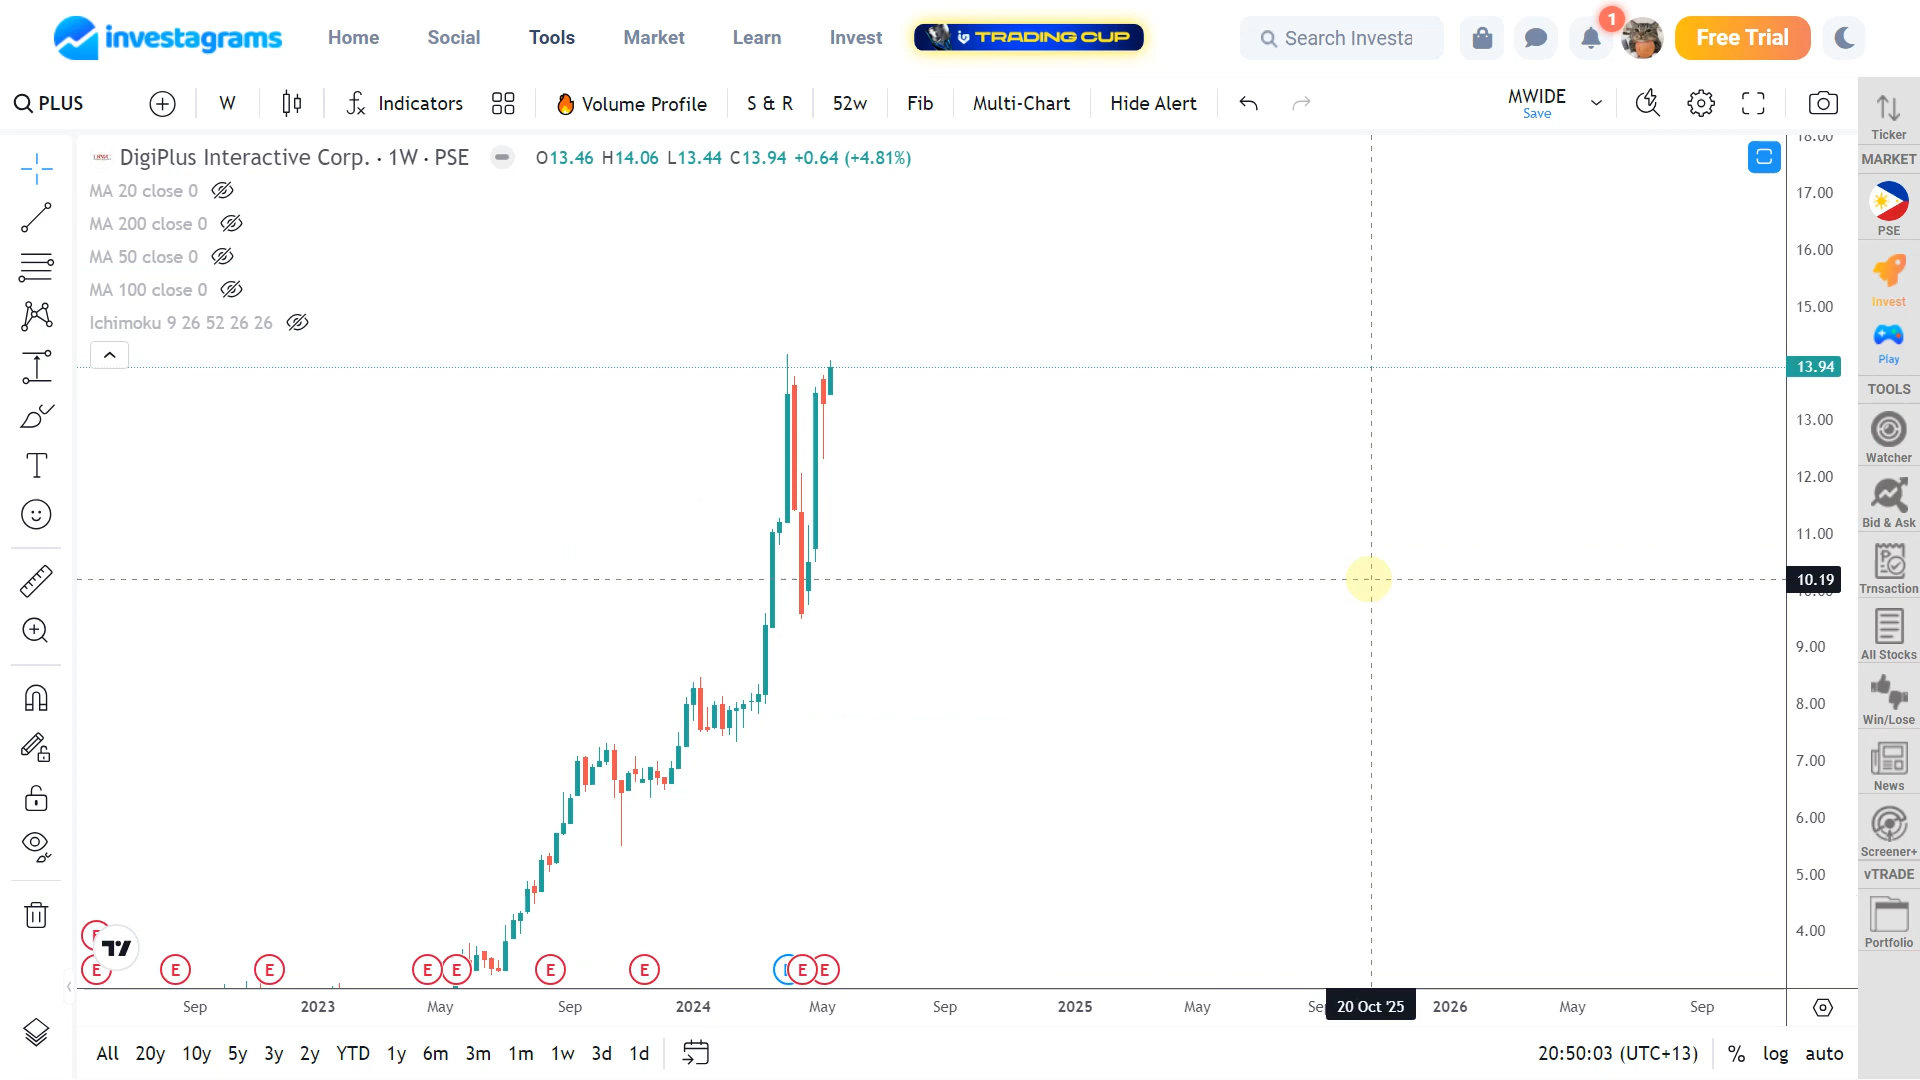 investagrams Home Social Tools Market Learn Invest TRADING CUP Search Investa 1 Free Trial
PLUS W Indicators Volume Profile S & R 52w Fib Multi-Chart Hide Alert MWIDE
Save
DigiPlus Interactive Corp. · 1W · PSE O13.46 H14.06 L13.44 C13.94 +0.64 (+4.81%)
MA 20 close 0
MA 200 close 0
MA 50 close 0
MA 100 close 0
Ichimoku 9 26 52 26 26
18.00
17.00
16.00
15.00
13.94
13.00
12.00
11.00
10.19
10.00
9.00
8.00
7.00
6.00
5.00
4.00
E
E E E E E E E E
Sep 2023 May Sep 2024 May Sep 2025 May Sep 20 Oct '25 2026 May Sep
All 20y 10y 5y 3y 2y YTD 1y 6m 3m 1m 1w 3d 1d 20:50:03 (UTC+13) % log auto
Ticker
MARKET
PSE
Invest
Play
TOOLS
Watcher
Bid & Ask
Trnsaction
All Stocks
Win/Lose
News
Screener+
vTRADE
Portfolio